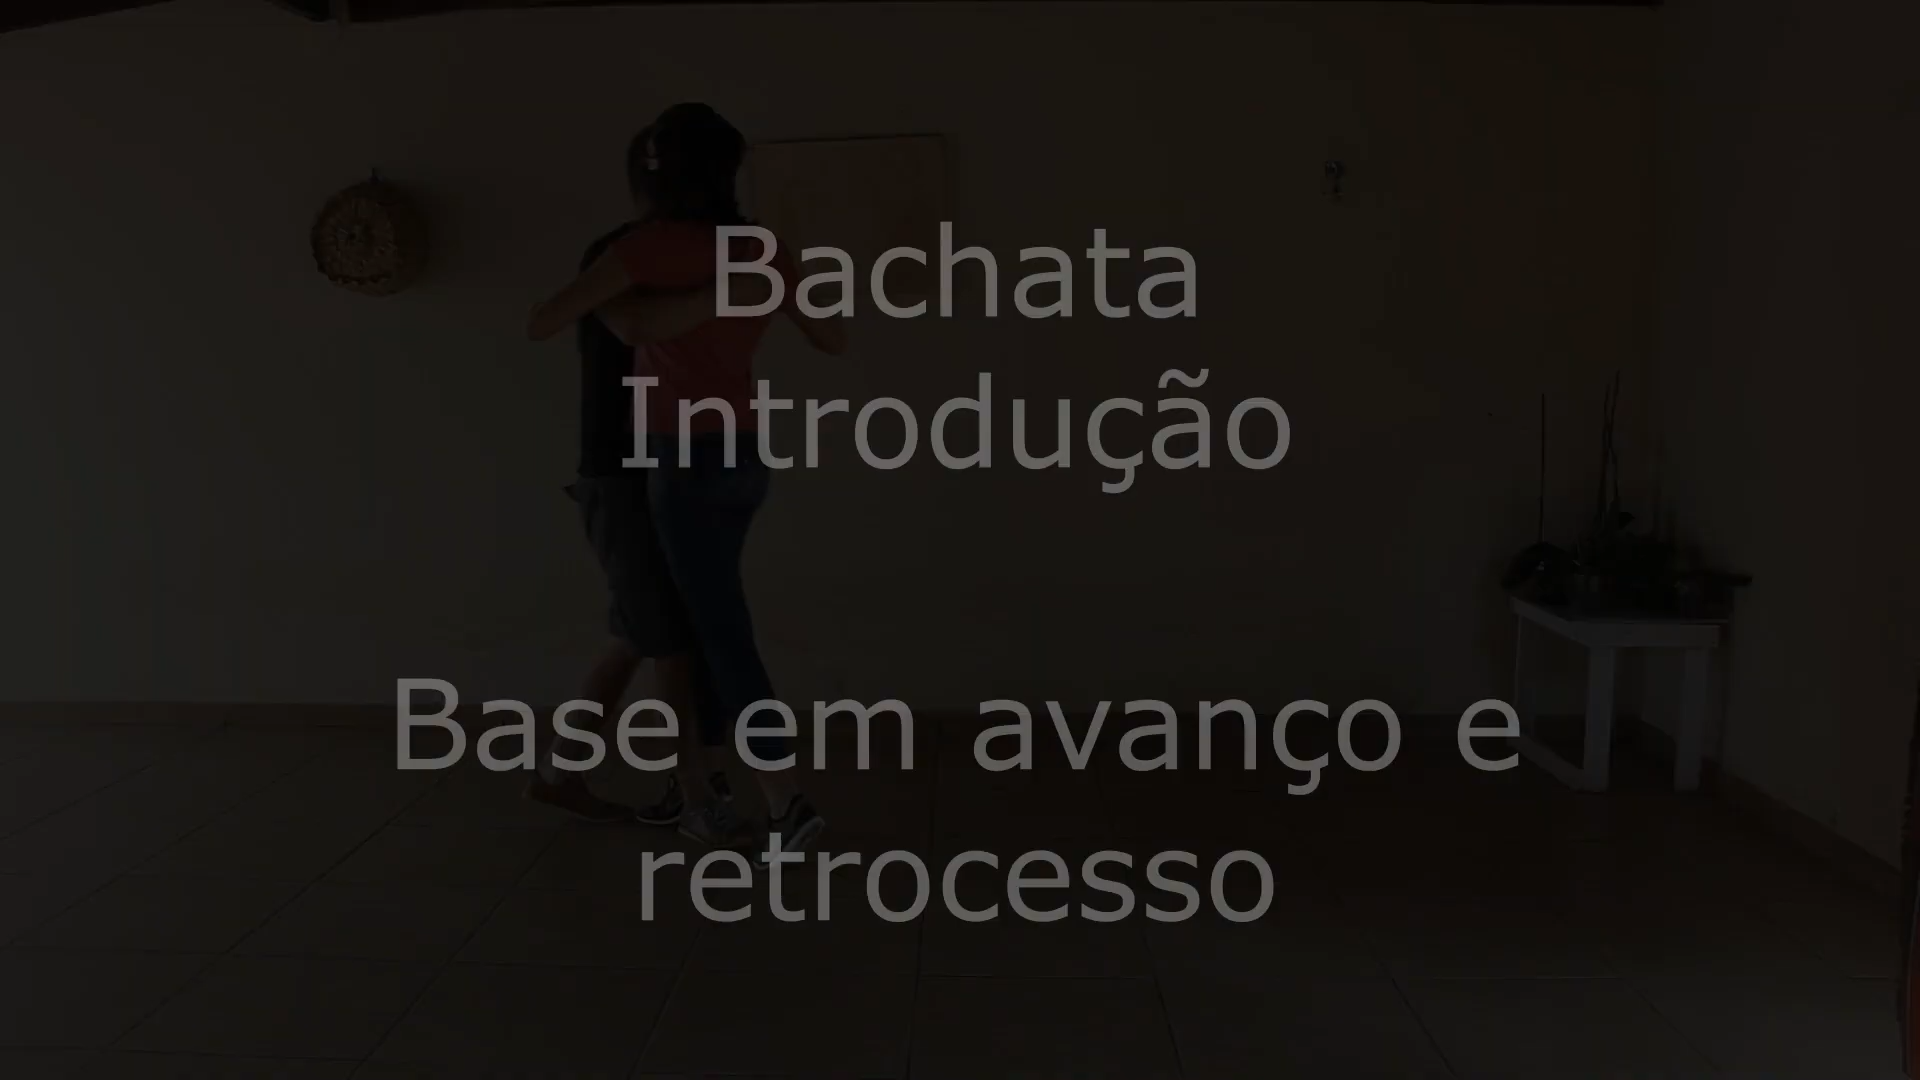 Bachata
Introdução
Base em avanço e
retrocesso